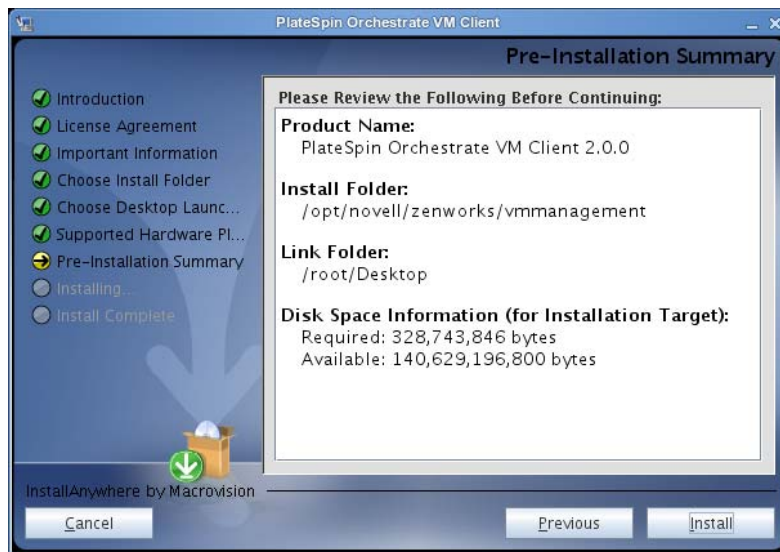 PlateSpin Orchestrate VM Client
Pre-Installation Summary
Introduction
License Agreement
Important Information
Choose Install Folder
Choose Desktop Launc...
Supported Hardware Pl...
Pre-Installation Summary
Installing...
Install Complete
Please Review the Following Before Continuing:
Product Name:
PlateSpin Orchestrate VM Client 2.0.0
Install Folder:
/opt/novell/zenworks/vmmanagement
Link Folder:
/root/Desktop
Disk Space Information (for Installation Target):
Required: 328,743,846 bytes
Available: 140,629,196,800 bytes
InstallAnywhere by Macrovision
Cancel
Previous
Install